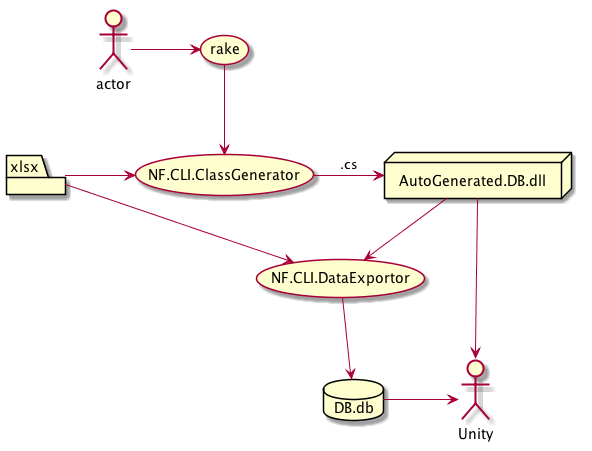 rake
actor
xlsx
NF.CLI.ClassGenerator
.cs
AutoGenerated.DB.dll
NF.CLI.DataExportor
DB.db
Unity